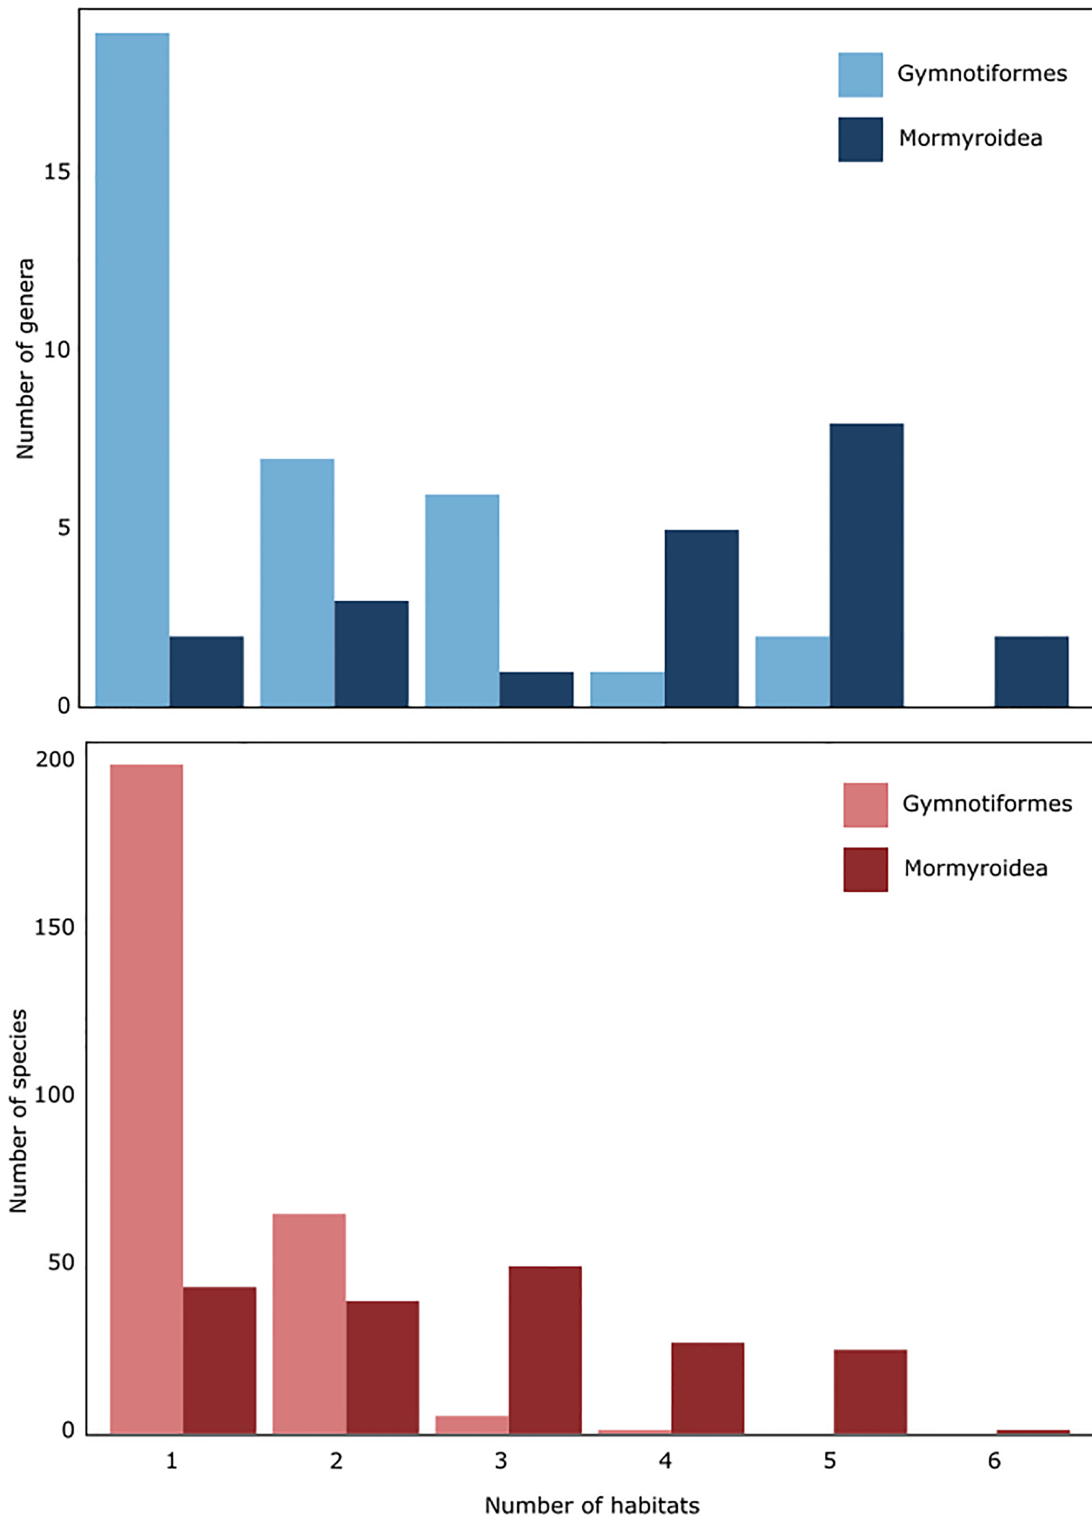 Gymnotiformes
Mormyroidea
15
10
5
0
Number of genera
Gymnotiformes
Mormyroidea
200
150
100
50
0
Number of species
1 2 3 4 5 6
Number of habitats